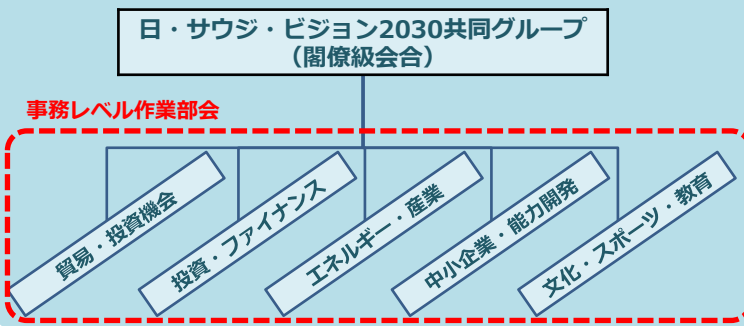 日・サウジ・ビジョン2030共同グループ
（閣僚級会合）
事務レベル作業部会
貿易・投資機会
投資・ファイナンス
エネルギー・産業
中小企業・能力開発
文化・スポーツ・教育